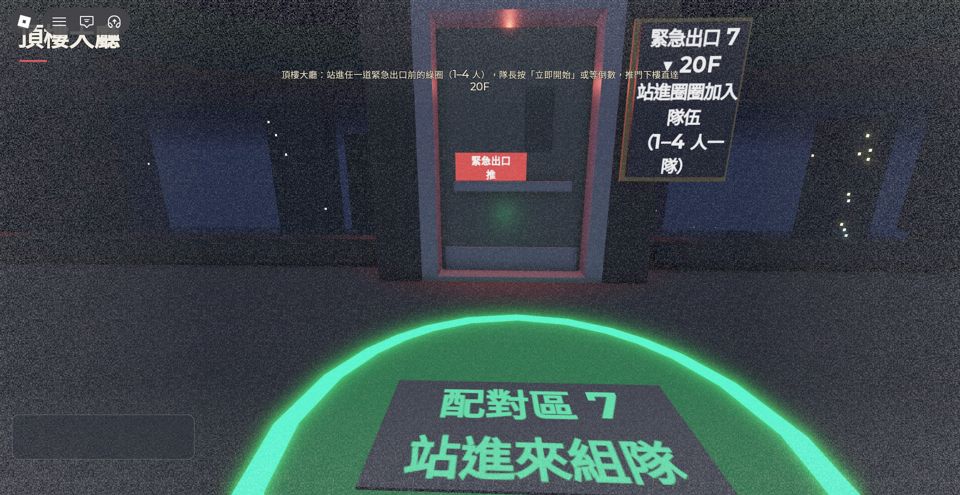 頂樓大廳
頂樓大廳：站進任一道緊急出口前的綠圈（1–4 人），隊長按「立即開始」或等倒數，推門下樓直達
20F
緊急出口 7
▼ 20F
站進圈圈加入
隊伍
（1–4 人一
隊）
緊急出口
推
配對區 7
站進來組隊